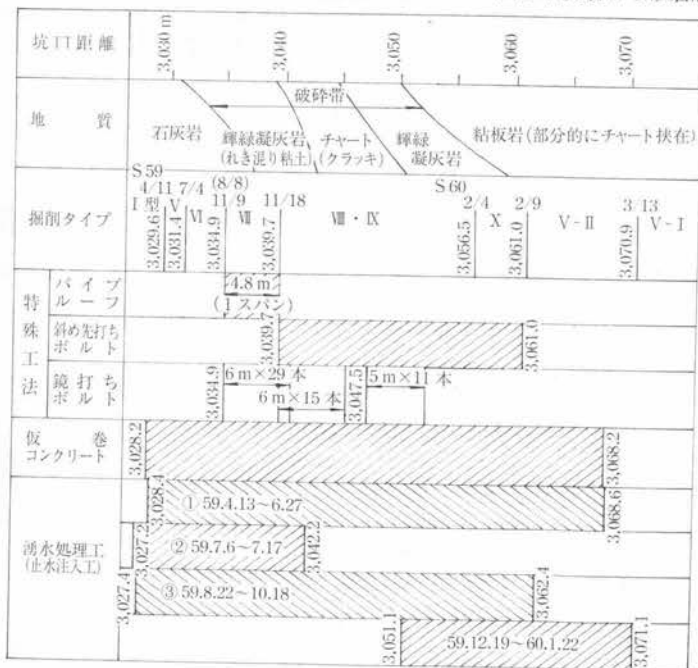 坑口距離
3,030 m
3,040
3,050
3,060
3,070
地質
破砕帯
石灰岩
輝緑凝灰岩
(れき混り粘土)
チャート
(クラッキ)
輝緑
凝灰岩
粘板岩(部分的にチャート挟在)
掘削タイプ
S 59
4/11 7/4 (8/8) 11/9 11/18
S 60
2/4 2/9 3/13
I型 V Ⅵ Ⅶ Ⅷ・Ⅸ X V-Ⅱ V-Ⅰ
3,029.6
3,031.4
3,034.9
3,039.7
3,056.5
3,061.0
3,070.9
特殊工法
パイプ
ルーフ
4.8 m
(1スパン)
斜め先打ち
ボルト
3,039.7
3,061.0
鏡打ち
ボルト
3,034.9
6 m×29 本
6 m×15 本
3,047.5
5 m×11 本
仮巻
コンクリート
3,028.2
3,068.2
湧水処理工
(止水注入工)
3,028.4
① 59.4.13~6.27
3,068.6
3,027.2
② 59.7.6~7.17
3,042.2
3,027.4
③ 59.8.22~10.18
3,062.4
3,051.1
59.12.19~60.1.22
3,071.1